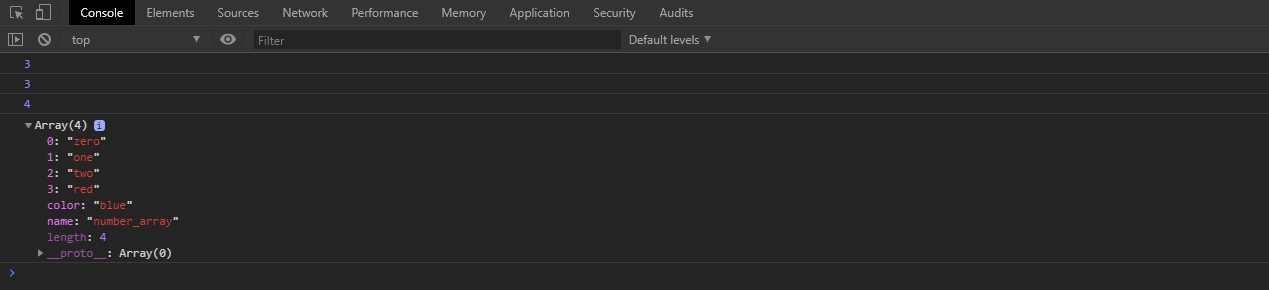 Console Elements Sources Network Performance Memory Application Security Audits
top Filter Default levels
3
3
4
Array(4) i
0: "zero"
1: "one"
2: "two"
3: "red"
color: "blue"
name: "number_array"
length: 4
__proto__: Array(0)